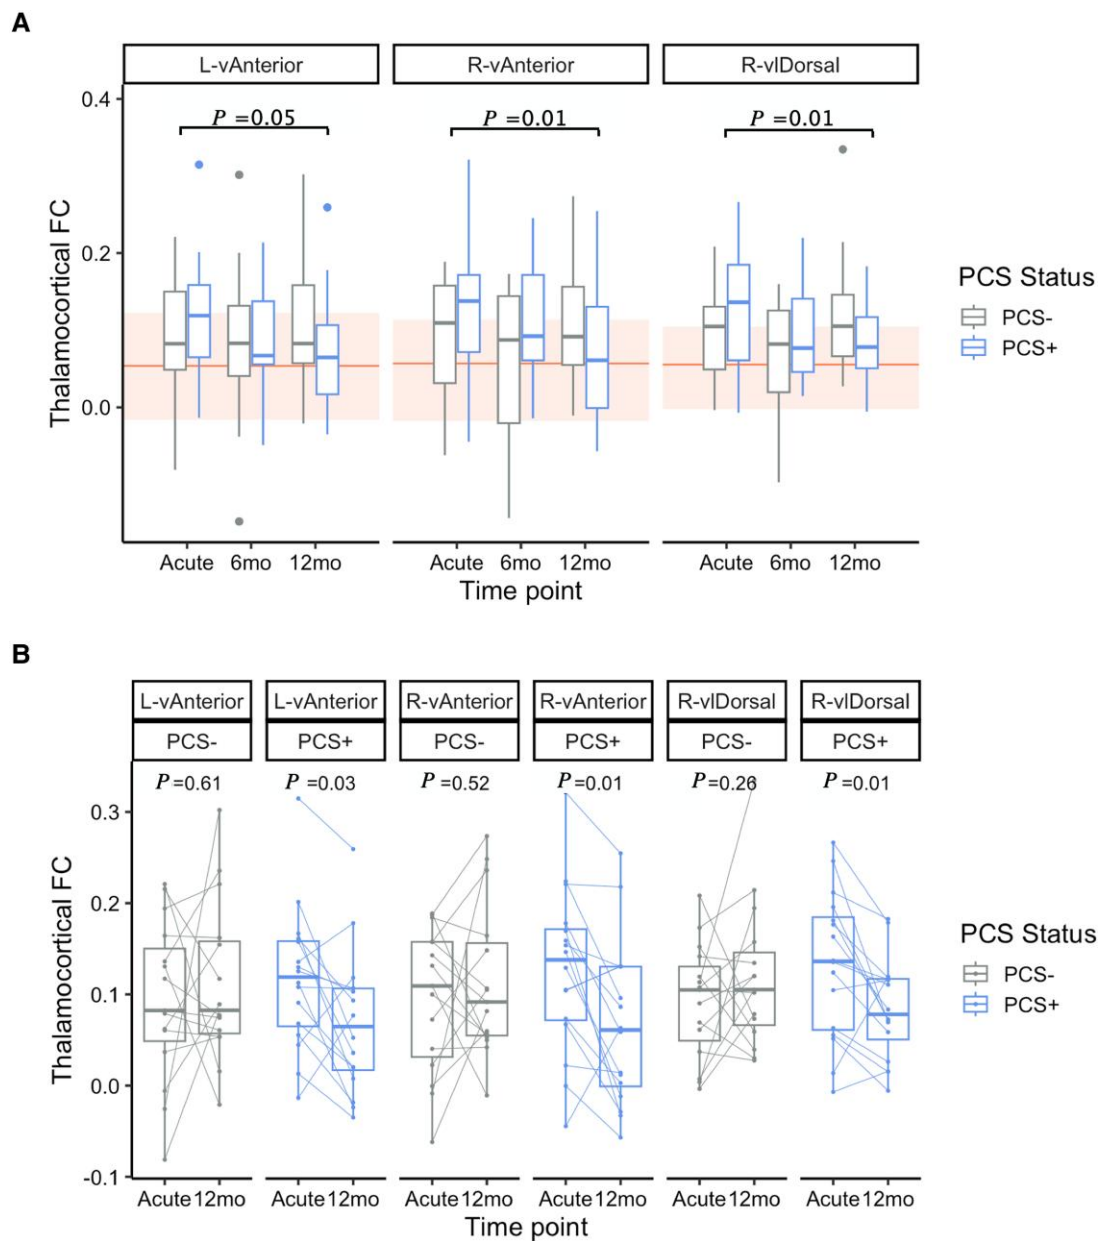 A
L-vAnterior R-vAnterior R-vlDorsal
0.4
P =0.05 P =0.01 P =0.01
0.2
0.0
Thalamocortical FC
PCS Status
PCS-
PCS+
Acute 6mo 12mo Acute 6mo 12mo Acute 6mo 12mo
Time point
B
L-vAnterior L-vAnterior R-vAnterior R-vAnterior R-vlDorsal R-vlDorsal
PCS- PCS+ PCS- PCS+ PCS- PCS+
P =0.61 P =0.03 P =0.52 P =0.01 P =0.26 P =0.01
0.3
0.2
0.1
0.0
-0.1
Thalamocortical FC
PCS Status
PCS-
PCS+
Acute 12mo Acute 12mo Acute 12mo Acute 12mo Acute 12mo Acute 12mo
Time point